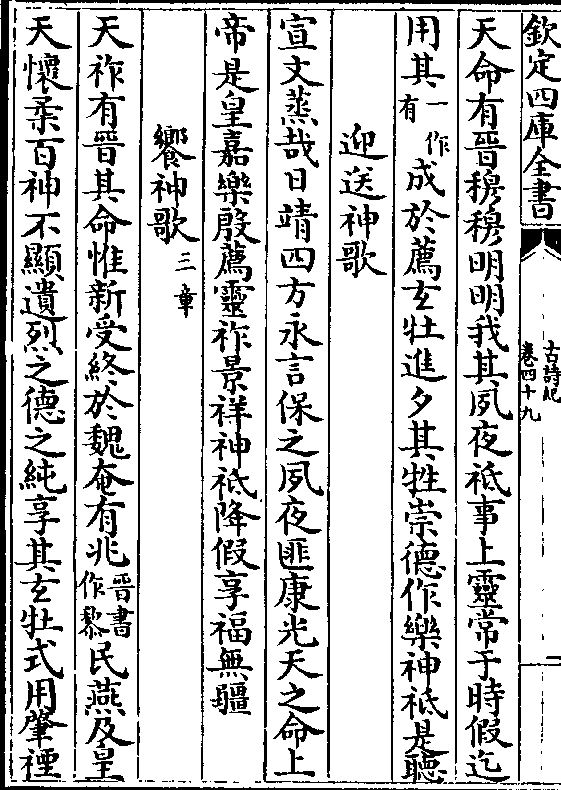 欽定四庫全書
古詩紀
卷四十九
天命有晉穆穆明明我其夙夜祗事上靈常于時假迄
用其一作有成於薦玄牡進夕其牲崇德作樂神祗是聽
迎送神歌
宣文蒸哉日靖四方永言保之夙夜匪康光天之命上
帝是皇嘉樂殷薦靈祚景祥神祗降假享福無疆
饗神歌三章
天祚有晉其命惟新受終於魏奄有兆晉書作黎民燕及皇
天懷柔百神不顯遺烈之德之純享其玄牡式用肇禋